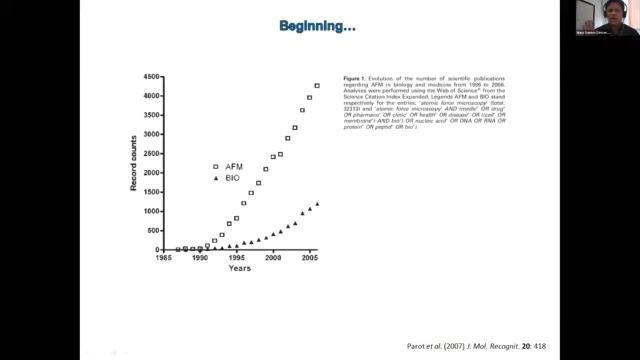 Beginning…
4500
4000
3500
3000
2500
2000
1500
1000
500
0
Record counts
AFM
BIO
1985
1990
1995
2000
2005
Years
Figure 1. Evolution of the number of scientific publications
regarding AFM in biology and medicine from 1986 to 2006.
Analyses were performed using the Web of Science® from the
Science Citation Index Expanded. Legends AFM and BIO stand
respectively for the entries: 'atomic force microscopy' (total:
32313) and 'atomic force microscopy' AND (medic* OR drug*
OR pharmaco* OR clinic* OR health* OR disease* OR ((cell* OR
membrane*) AND bio*) OR nucleic acid* OR DNA OR RNA OR
protein* OR peptid* OR bio*).
Parot et al. (2007) J. Mol. Recognit. 20: 418